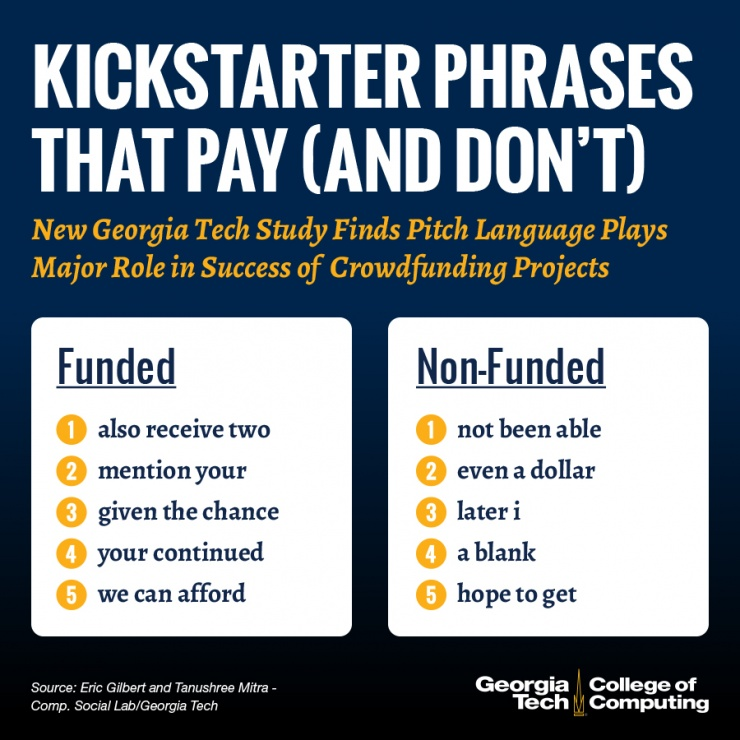 KICKSTARTER PHRASES
THAT PAY (AND DON'T)
New Georgia Tech Study Finds Pitch Language Plays
Major Role in Success of Crowdfunding Projects
Funded
1 also receive two
2 mention your
3 given the chance
4 your continued
5 we can afford
Non-Funded
1 not been able
2 even a dollar
3 later i
4 a blank
5 hope to get
Source: Eric Gilbert and Tanushree Mitra -
Comp. Social Lab/Georgia Tech
Georgia Tech
College of Computing